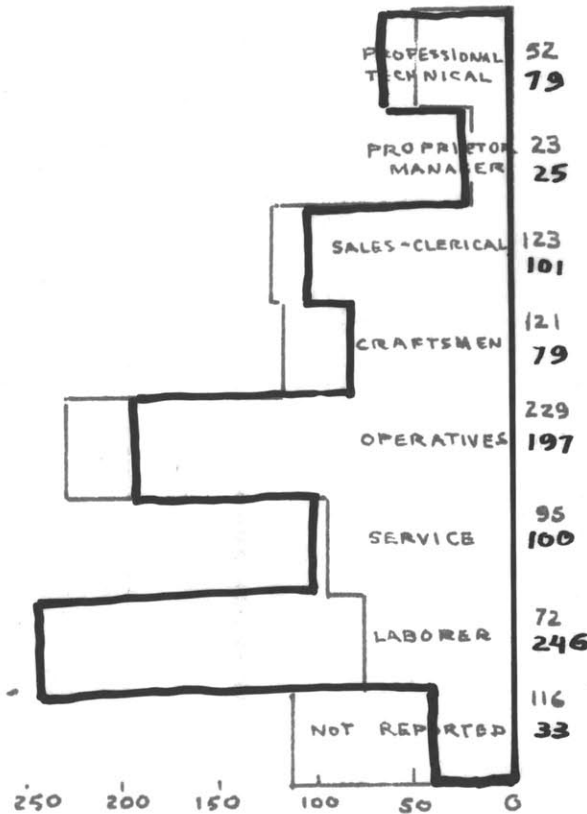 PROFESSIONAL 52
TECHNICAL 79
PROPRIETOR 23
MANAGER 25
SALES-CLERICAL 123
101
121
CRAFTSMEN 79
229
OPERATIVES 197
95
SERVICE 100
72
LABORER 246
116
NOT REPORTED 33
250 200 150 100 50 0